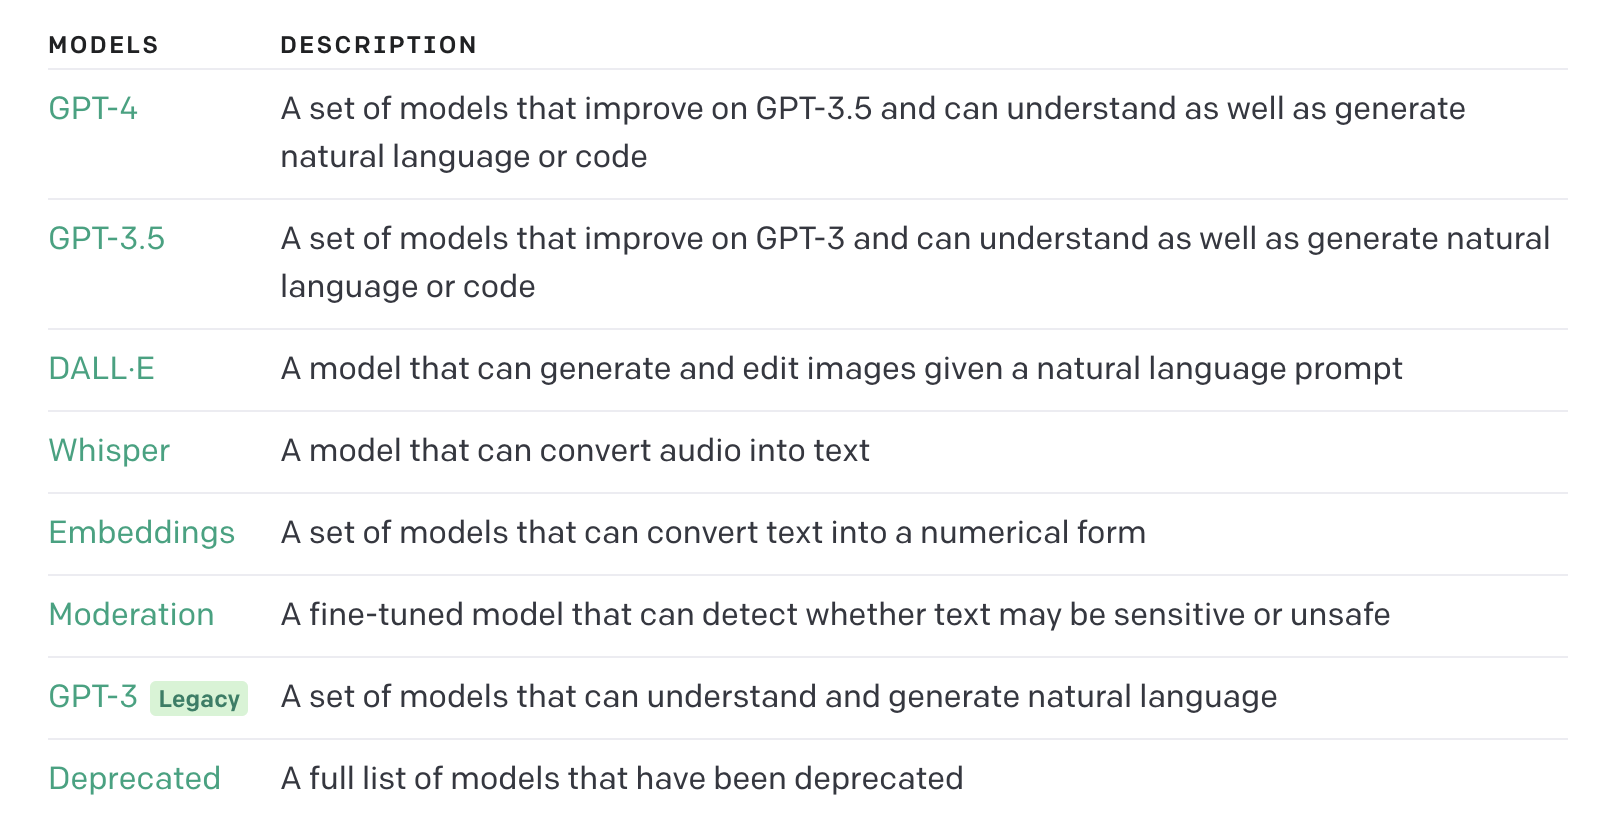 MODELS DESCRIPTION
GPT-4 A set of models that improve on GPT-3.5 and can understand as well as generate
natural language or code
GPT-3.5 A set of models that improve on GPT-3 and can understand as well as generate natural
language or code
DALL·E A model that can generate and edit images given a natural language prompt
Whisper A model that can convert audio into text
Embeddings A set of models that can convert text into a numerical form
Moderation A fine-tuned model that can detect whether text may be sensitive or unsafe
GPT-3 Legacy A set of models that can understand and generate natural language
Deprecated A full list of models that have been deprecated